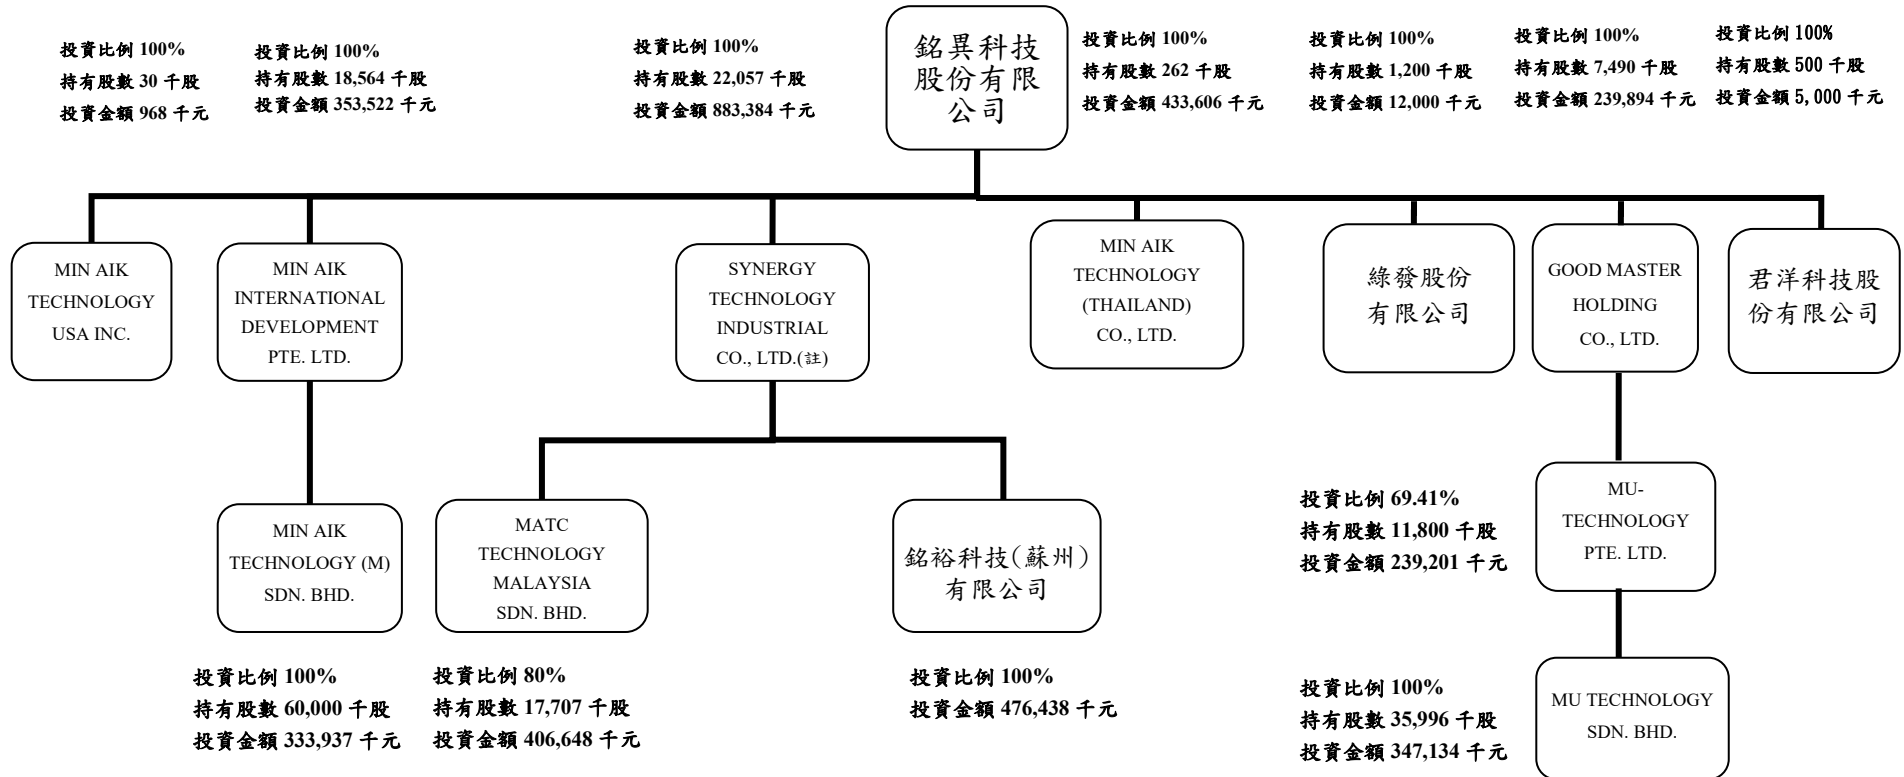 投資比例 100%
持有股數 30 千股
投資金額 968 千元
投資比例 100%
持有股數 18,564 千股
投資金額 353,522 千元
投資比例 100%
持有股數 22,057 千股
投資金額 883,384 千元
銘異科技
股份有限
公司
投資比例 100%
持有股數 262 千股
投資金額 433,606 千元
投資比例 100%
持有股數 1,200 千股
投資金額 12,000 千元
投資比例 100%
持有股數 7,490 千股
投資金額 239,894 千元
投資比例 100%
持有股數 500 千股
投資金額 5,000 千元
MIN AIK
TECHNOLOGY
USA INC.
MIN AIK
INTERNATIONAL
DEVELOPMENT
PTE. LTD.
SYNERGY
TECHNOLOGY
INDUSTRIAL
CO., LTD.(註)
MIN AIK
TECHNOLOGY
(THAILAND)
CO., LTD.
綠發股份
有限公司
GOOD MASTER
HOLDING
CO., LTD.
君洋科技股
份有限公司
MIN AIK
TECHNOLOGY (M)
SDN. BHD.
MATC
TECHNOLOGY
MALAYSIA
SDN. BHD.
銘裕科技(蘇州)
有限公司
投資比例 69.41%
持有股數 11,800 千股
投資金額 239,201 千元
MU-
TECHNOLOGY
PTE. LTD.
投資比例 100%
持有股數 60,000 千股
投資金額 333,937 千元
投資比例 80%
持有股數 17,707 千股
投資金額 406,648 千元
投資比例 100%
投資金額 476,438 千元
投資比例 100%
持有股數 35,996 千股
投資金額 347,134 千元
MU TECHNOLOGY
SDN. BHD.